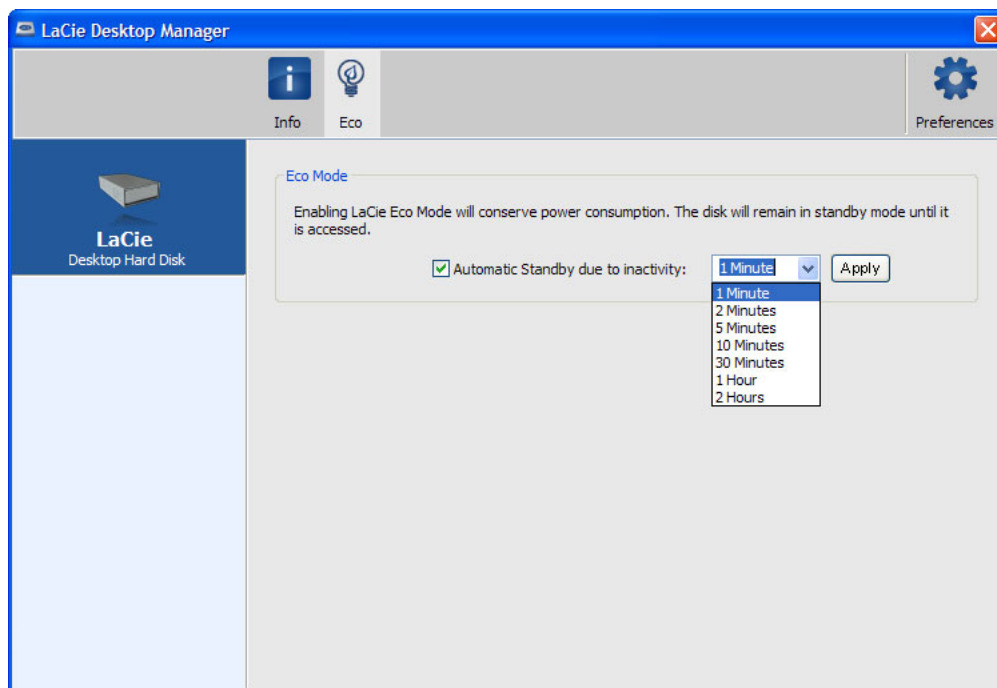 LaCie Desktop Manager
Info
Eco
Preferences
LaCie
Desktop Hard Disk
Eco Mode
Enabling LaCie Eco Mode will conserve power consumption. The disk will remain in standby mode until it
is accessed.
Automatic Standby due to inactivity:
1 Minute
Apply
1 Minute
2 Minutes
5 Minutes
10 Minutes
30 Minutes
1 Hour
2 Hours